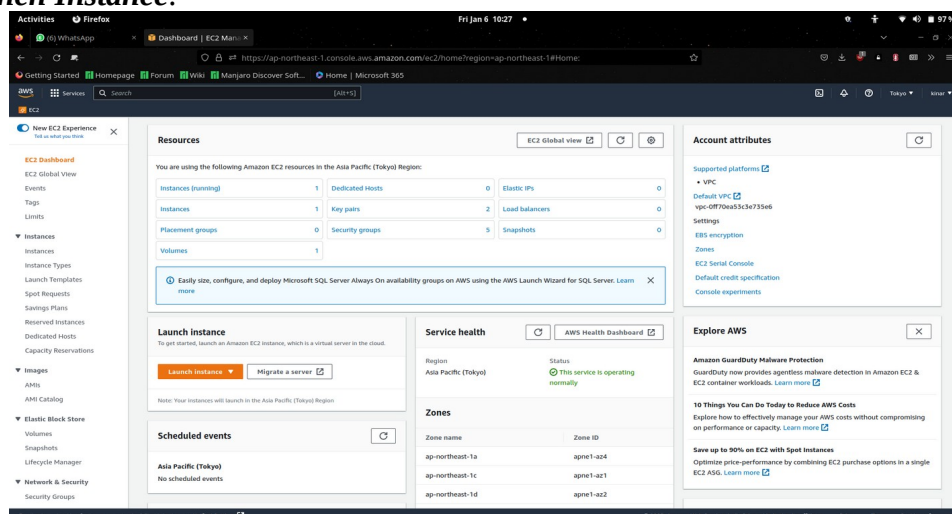 ch Instance.
Activities Firefox Fri Jan 6 10:27 97%
(6) WhatsApp × Dashboard | EC2 Mana ×
https://ap-northeast-1.console.aws.amazon.com/ec2/home?region=ap-northeast-1#Home:
Getting Started Homepage Forum Wiki Manjaro Discover Soft... Home | Microsoft 365
aws Services Search [Alt+S] Tokyo kinar
EC2
New EC2 Experience
Tell us what you think
EC2 Dashboard
EC2 Global View
Events
Tags
Limits
Instances
Instances
Instance Types
Launch Templates
Spot Requests
Savings Plans
Reserved Instances
Dedicated Hosts
Capacity Reservations
Images
AMIs
AMI Catalog
Elastic Block Store
Volumes
Snapshots
Lifecycle Manager
Network & Security
Security Groups
Resources EC2 Global view
You are using the following Amazon EC2 resources in the Asia Pacific (Tokyo) Region:
Instances (running) 1 Dedicated Hosts 0 Elastic IPs 0
Instances 1 Key pairs 2 Load balancers 0
Placement groups 0 Security groups 5 Snapshots 0
Volumes 1
Easily size, configure, and deploy Microsoft SQL Server Always On availability groups on AWS using the AWS Launch Wizard for SQL Server. Learn
more
Launch instance
To get started, launch an Amazon EC2 instance, which is a virtual server in the cloud.
Launch instance Migrate a server
Note: Your instances will launch in the Asia Pacific (Tokyo) Region
Scheduled events
Asia Pacific (Tokyo)
No scheduled events
Service health AWS Health Dashboard
Region Status
Asia Pacific (Tokyo) This service is operating
normally
Zones
Zone name Zone ID
ap-northeast-1a apne1-az4
ap-northeast-1c apne1-az1
ap-northeast-1d apne1-az2
Account attributes
Supported platforms
• VPC
Default VPC
vpc-0ff70ea53c3e735e6
Settings
EBS encryption
Zones
EC2 Serial Console
Default credit specification
Console experiments
Explore AWS
Amazon GuardDuty Malware Protection
GuardDuty now provides agentless malware detection in Amazon EC2 &
EC2 container workloads. Learn more
10 Things You Can Do Today to Reduce AWS Costs
Explore how to effectively manage your AWS costs without compromising
on performance or capacity. Learn more
Save up to 90% on EC2 with Spot Instances
Optimize price-performance by combining EC2 purchase options in a single
EC2 ASG. Learn more